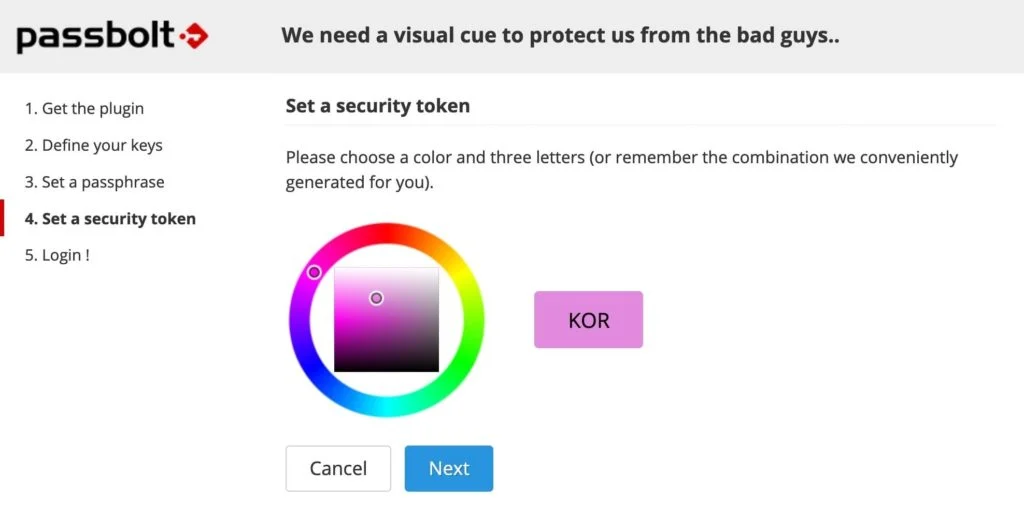 passbolt
We need a visual cue to protect us from the bad guys..
1. Get the plugin
2. Define your keys
3. Set a passphrase
4. Set a security token
5. Login !
Set a security token
Please choose a color and three letters (or remember the combination we conveniently
generated for you).
KOR
Cancel
Next